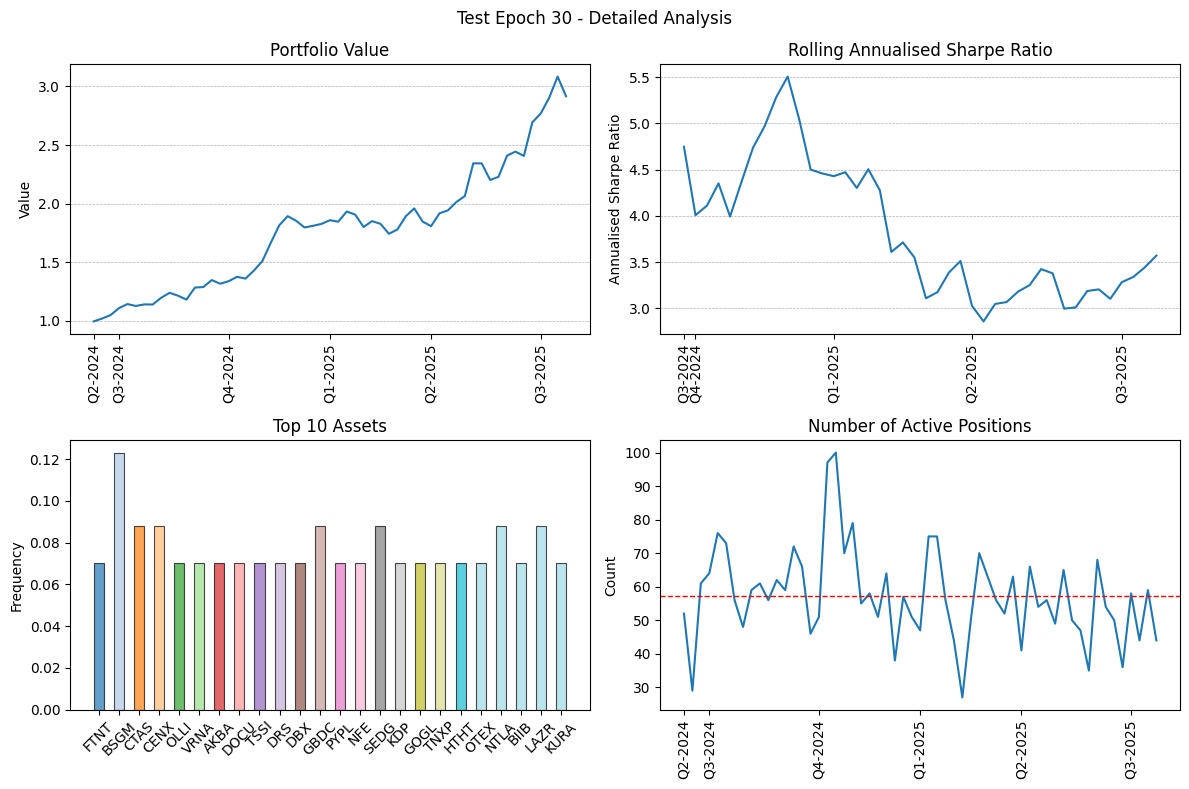 Test Epoch 30 - Detailed Analysis
Portfolio Value
Value
3.0
2.5
2.0
1.5
1.0
Q2-2024
Q3-2024
Q4-2024
Q1-2025
Q2-2025
Q3-2025
Rolling Annualised Sharpe Ratio
Annualised Sharpe Ratio
5.5
5.0
4.5
4.0
3.5
3.0
Q3-2024
Q4-2024
Q1-2025
Q2-2025
Q3-2025
Top 10 Assets
Frequency
0.12
0.10
0.08
0.06
0.04
0.02
0.00
FTNT
BSGM
CTAS
CENX
OLLI
VRNA
AKBA
DOCU
TSSI
DRS
DBX
GBDC
PYPL
NFE
SEDG
KDP
GOGL
TNXP
HTHT
OTEX
NTLA
BIIB
LAZR
KURA
Number of Active Positions
Count
100
90
80
70
60
50
40
30
Q2-2024
Q3-2024
Q4-2024
Q1-2025
Q2-2025
Q3-2025